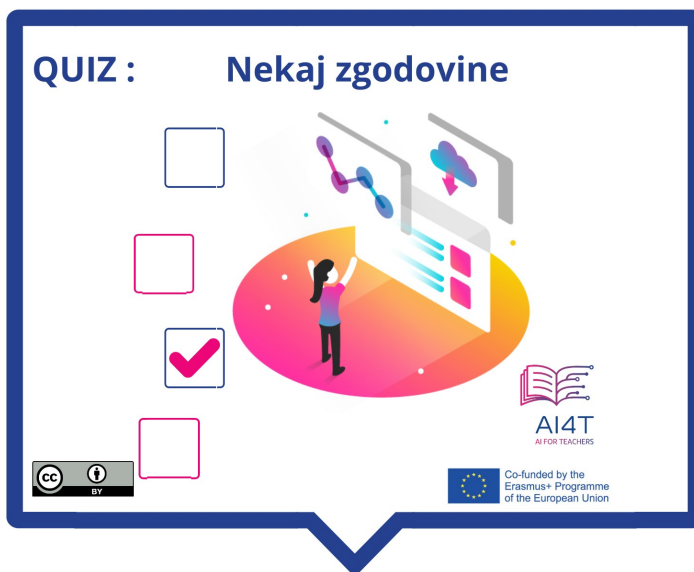 QUIZ : Nekaj zgodovine
AI4T
AI FOR TEACHERS
cc
BY
Co-funded by the
Erasmus+ Programme
of the European Union